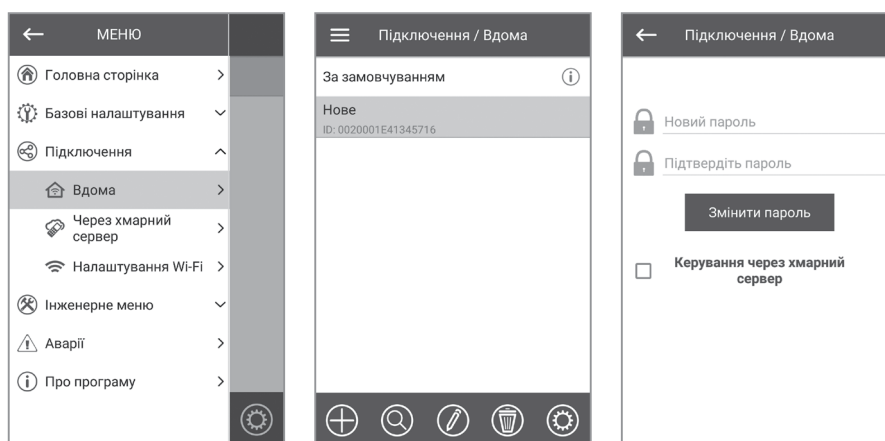 МЕНЮ
Головна сторінка
Базові налаштування
Підключення
Вдома
Через хмарний
сервер
Налаштування Wi-Fi
Інженерне меню
Аварії
Про програму
Підключення / Вдома
За замовчуванням
Нове
ID: 0020001E41345716
Підключення / Вдома
Новий пароль
Підтвердіть пароль
Змінити пароль
Керування через хмарний
сервер